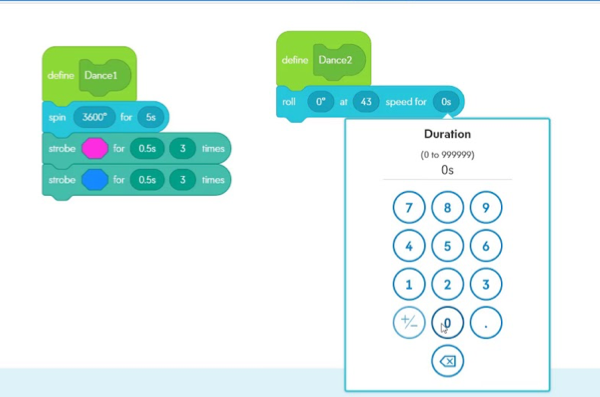 define Dance1
spin 3600° for 5s
strobe for 0.5s 3 times
strobe for 0.5s 3 times
define Dance2
roll 0° at 43 speed for 0s
Duration
(0 to 999999)
0s
7 8 9
4 5 6
1 2 3
+/- 0 .